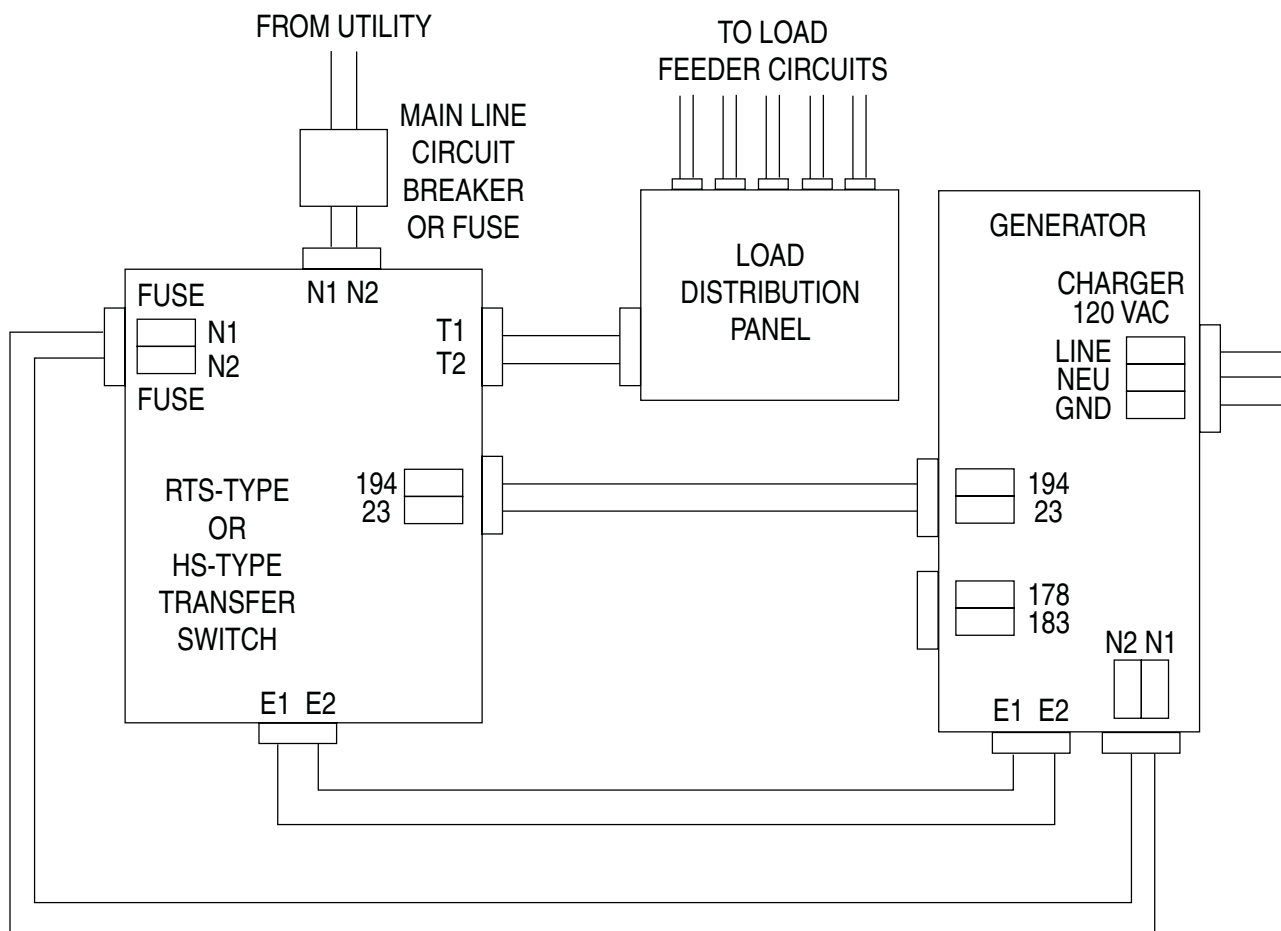 FROM UTILITY
TO LOAD
FEEDER CIRCUITS
MAIN LINE
CIRCUIT
BREAKER
OR FUSE
GENERATOR
LOAD
DISTRIBUTION
PANEL
CHARGER
120 VAC
LINE
NEU
GND
N1 N2
FUSE
N1
N2
FUSE
T1
T2
RTS-TYPE
OR
HS-TYPE
TRANSFER
SWITCH
194
23
194
23
178
183
N2 N1
E1 E2
E1 E2